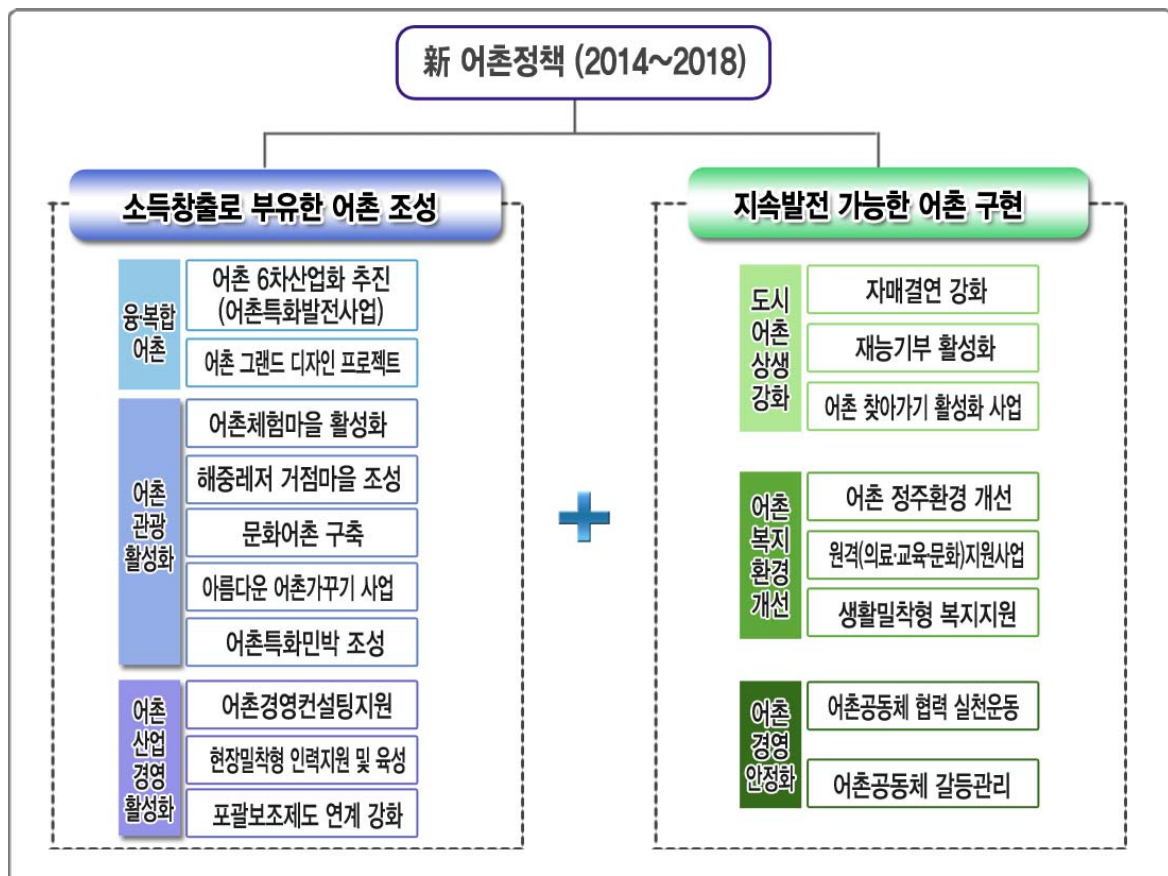 新 어촌정책 (2014~2018)
소득창출로 부유한 어촌 조성
융·복합
어촌
어촌 6차산업화 추진
(어촌특화발전사업)
어촌 그랜드 디자인 프로젝트
어촌
관광
활성화
어촌체험마을 활성화
해중레저 거점마을 조성
문화어촌 구축
아름다운 어촌가꾸기 사업
어촌특화민박 조성
어촌
산업
경영
활성화
어촌경영컨설팅지원
현장밀착형 인력지원 및 육성
포괄보조제도 연계 강화
지속발전 가능한 어촌 구현
도시
어촌
상생
강화
자매결연 강화
재능기부 활성화
어촌 찾아가기 활성화 사업
어촌
복지
환경
개선
어촌 정주환경 개선
원격(의료·교육·문화)지원사업
생활밀착형 복지지원
어촌
경영
안정화
어촌공동체 협력 실천운동
어촌공동체 갈등관리